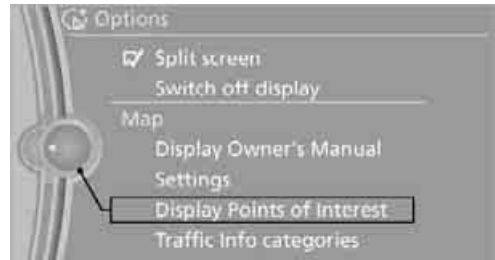 Options
Split screen
Switch off display
Map
Display Owner's Manual
Settings
Display Points of Interest
Traffic Info categories